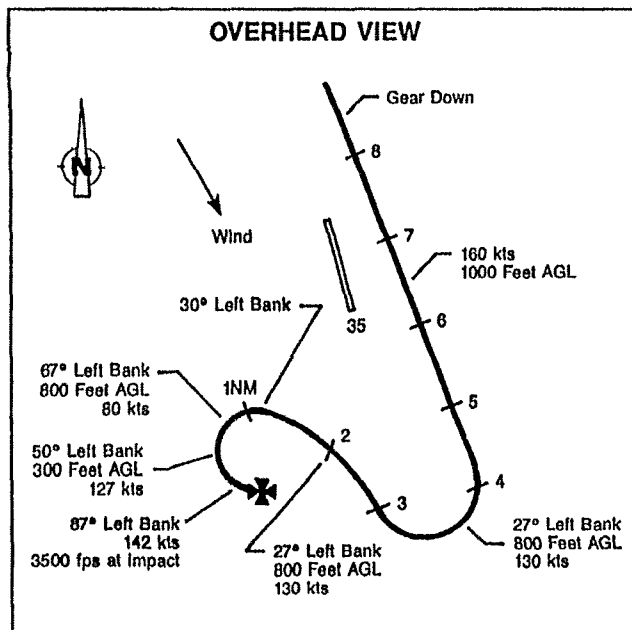 OVERHEAD VIEW
Gear Down
8
N
7
Wind
160 kts
1000 Feet AGL
6
30° Left Bank
35
67° Left Bank
800 Feet AGL
80 kts
1NM
5
2
50° Left Bank
300 Feet AGL
127 kts
4
3
87° Left Bank
142 kts
3500 fps at Impact
27° Left Bank
800 Feet AGL
130 kts
27° Left Bank
800 Feet AGL
130 kts